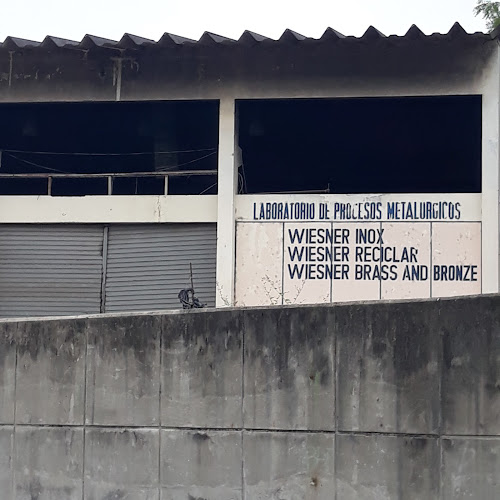 LABORATORIO DE PROCESOS METALURGICOS
WIESNER INOX
WIESNER RECICLAR
WIESNER BRASS AND BRONZE